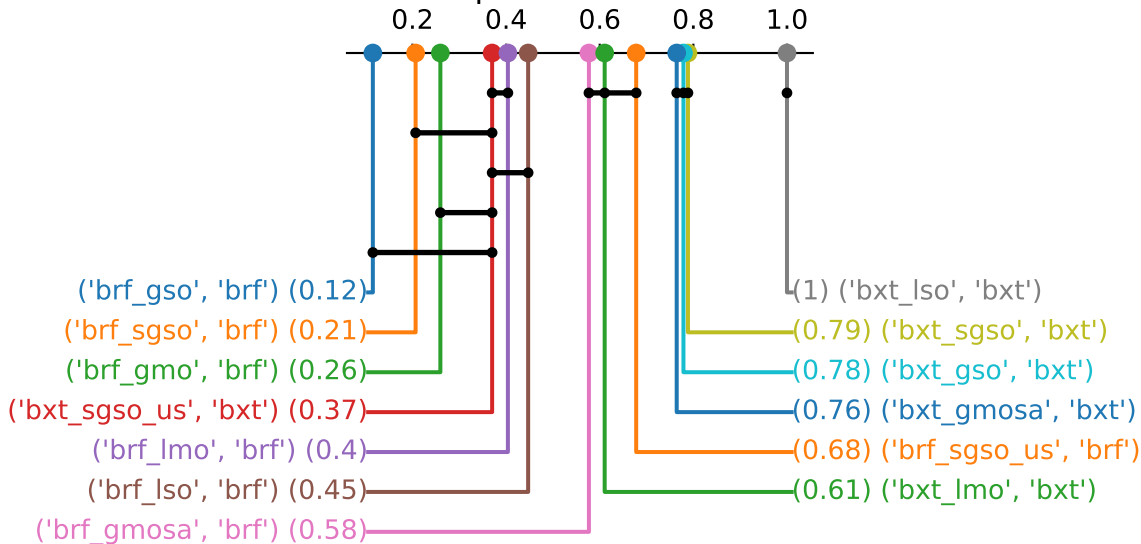 0.2 0.4 0.6 0.8 1.0
('brf_gso', 'brf') (0.12) (1) ('bxt_lso', 'bxt')
('brf_sgso', 'brf') (0.21) (0.79) ('bxt_sgso', 'bxt')
('brf_gmo', 'brf') (0.26) (0.78) ('bxt_gso', 'bxt')
('bxt_sgso_us', 'bxt') (0.37) (0.76) ('bxt_gmosa', 'bxt')
('brf_lmo', 'brf') (0.4) (0.68) ('brf_sgso_us', 'brf')
('brf_lso', 'brf') (0.45) (0.61) ('bxt_lmo', 'bxt')
('brf_gmosa', 'brf') (0.58)